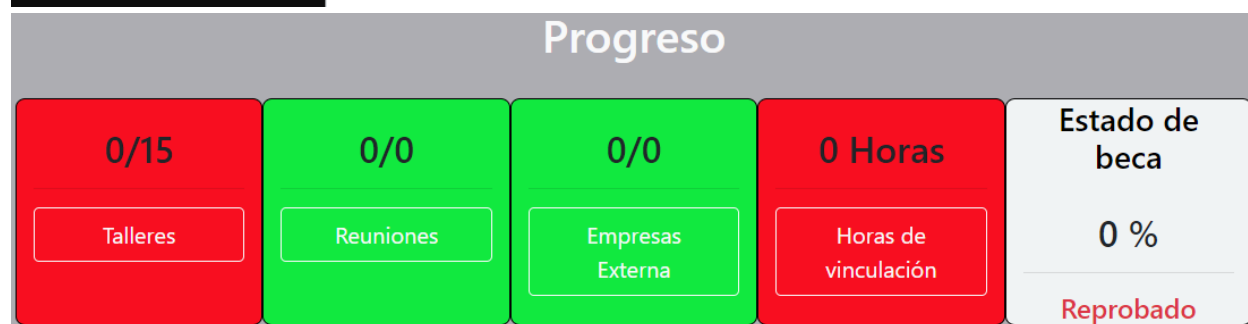 Progreso
0/15
Talleres
0/0
Reuniones
0/0
Empresas
Externa
0 Horas
Horas de
vinculación
Estado de
beca
0 %
Reprobado